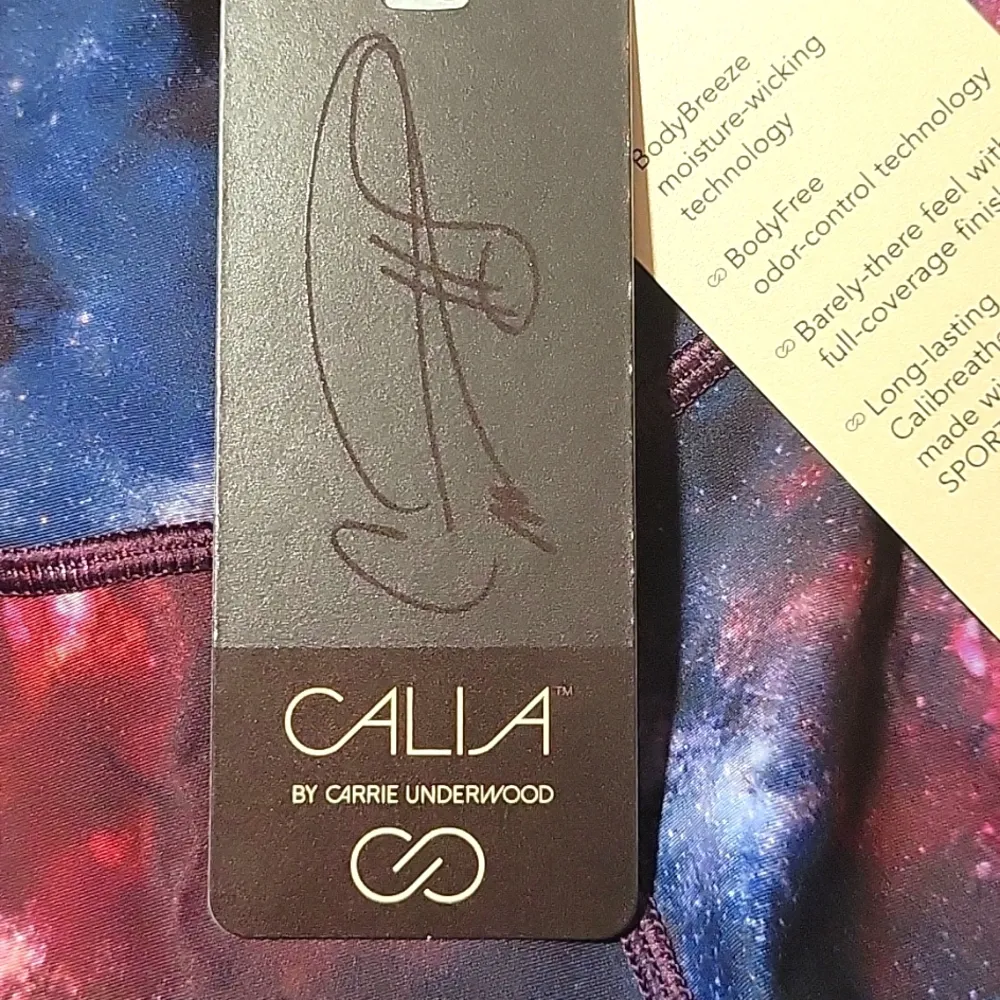 CALIA™
BY CARRIE UNDERWOOD
BodyBreeze
moisture-wicking
technology
BodyFree
odor-control technology
Barely-there feel with
full-coverage finish
Long-lasting
Calibreathe
made
SPORT